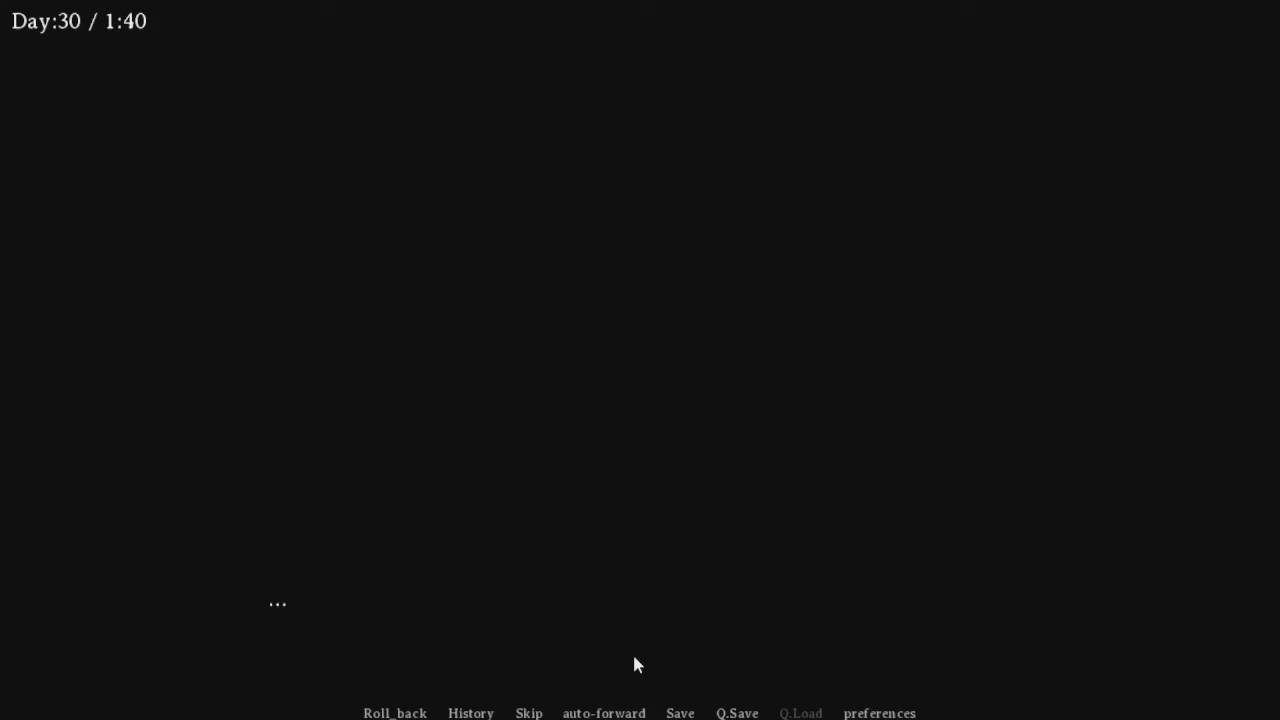 Day:30 / 1:40
...
Roll_back History Skip auto-forward Save Q.Save Q.Load preferences